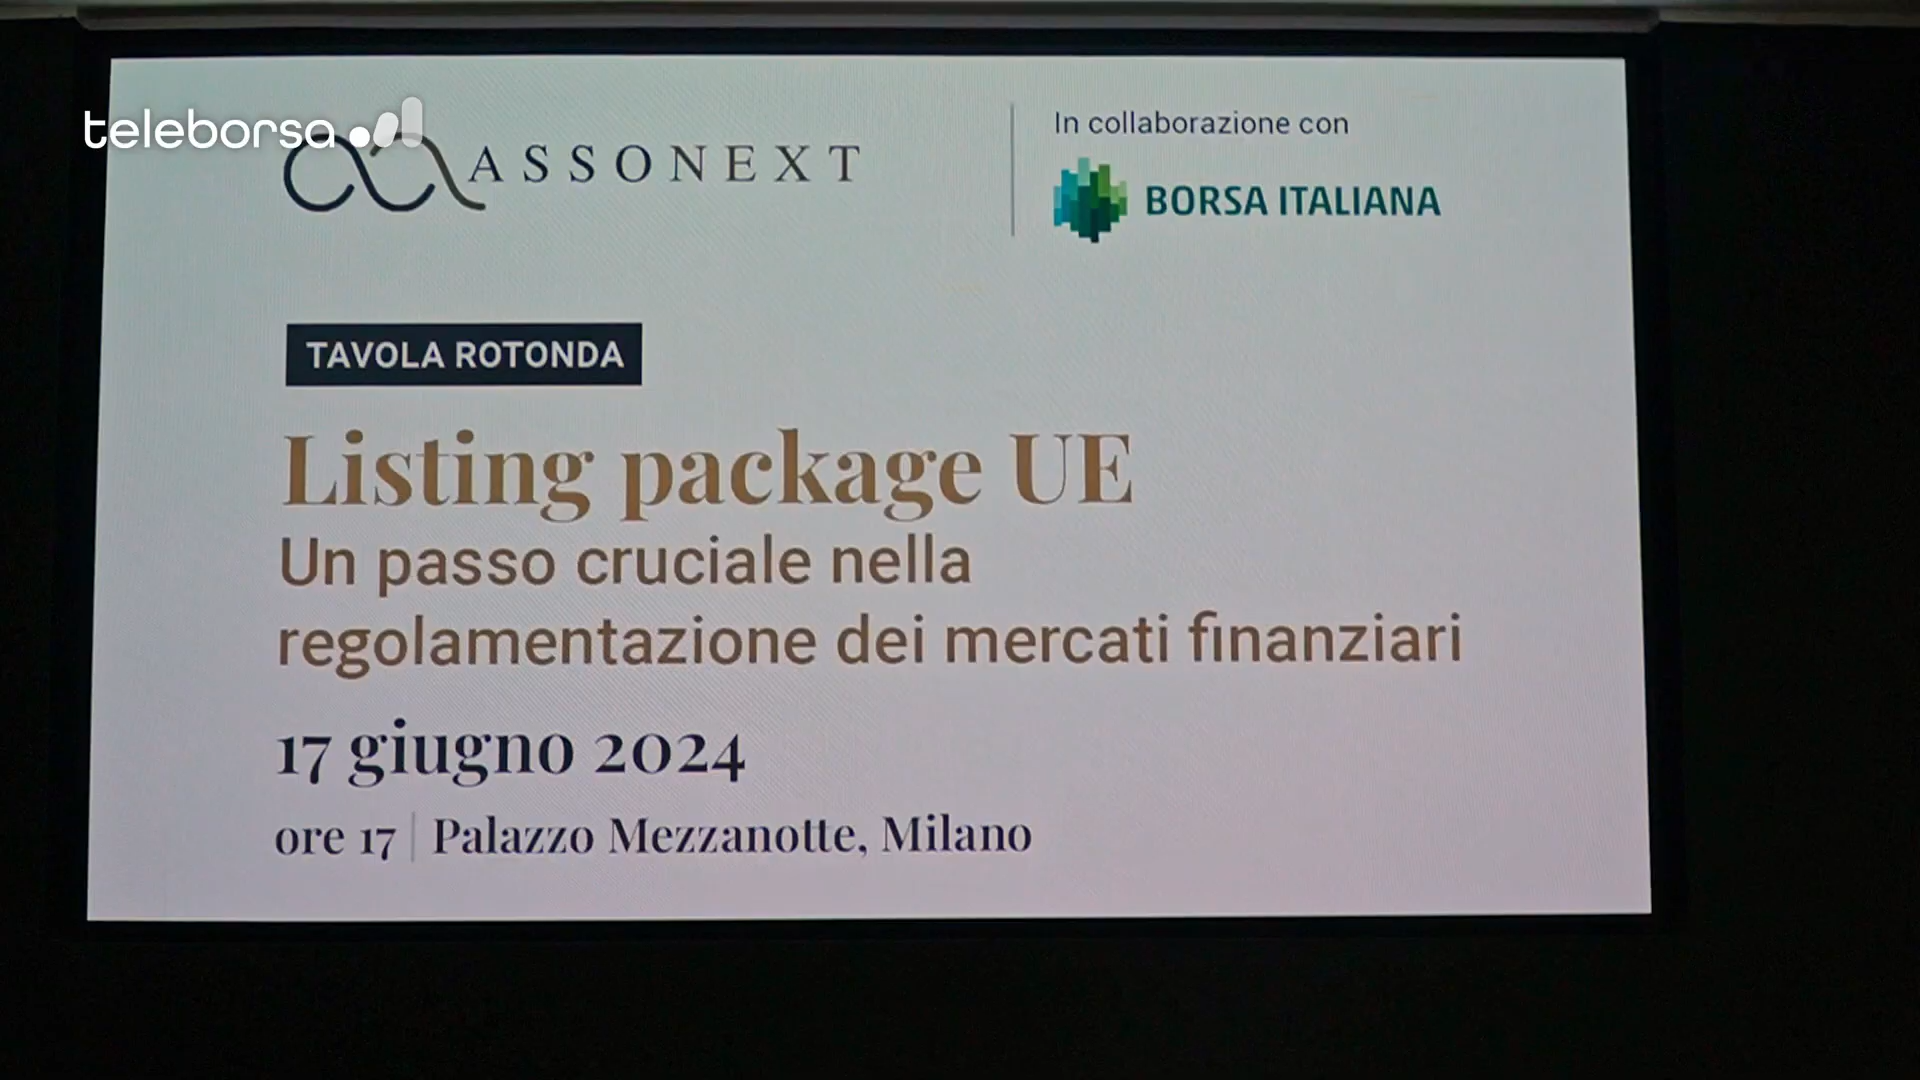 teleborsa
ASSONEXT
In collaborazione con
BORSA ITALIANA
TAVOLA ROTONDA
Listing package UE
Un passo cruciale nella
regolamentazione dei mercati finanziari
17 giugno 2024
ore 17 | Palazzo Mezzanotte, Milano